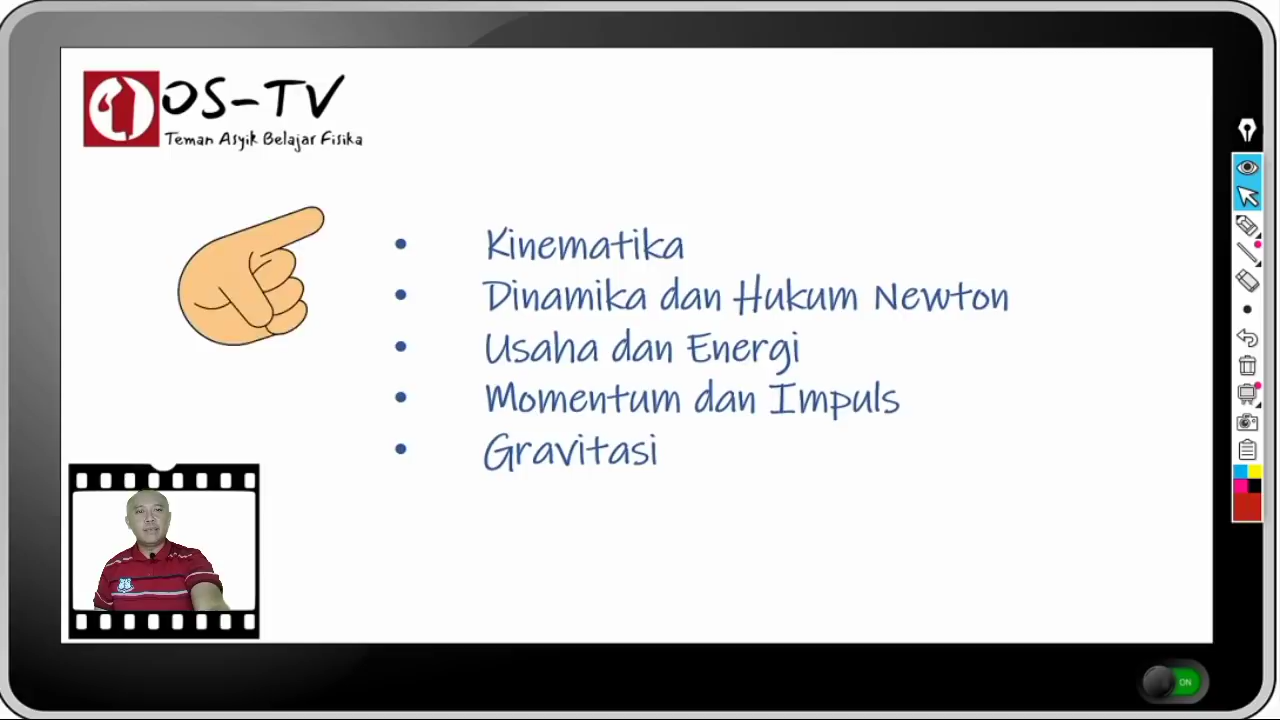 OS-TV
Teman Asyik Belajar Fisika
• Kinematika
• Dinamika dan Hukum Newton
• Usaha dan Energi
• Momentum dan Impuls
• Gravitasi
ON